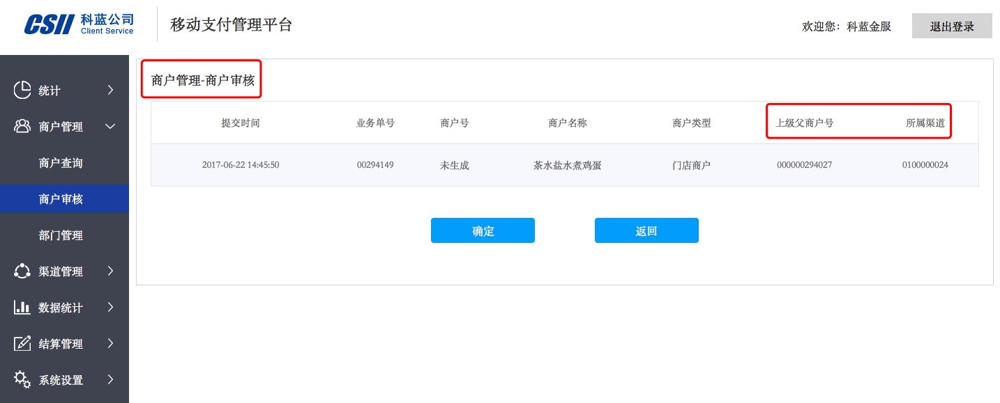 CSII 科蓝公司 Client Service
移动支付管理平台
欢迎您：科蓝金服
退出登录
统计
商户管理
商户查询
商户审核
部门管理
渠道管理
数据统计
结算管理
系统设置
商户管理-商户审核
提交时间 业务单号 商户号 商户名称 商户类型 上级父商户号 所属渠道
2017-06-22 14:45:50 00294149 未生成 茶水盐水煮鸡蛋 门店商户 000000294027 0100000024
确定 返回